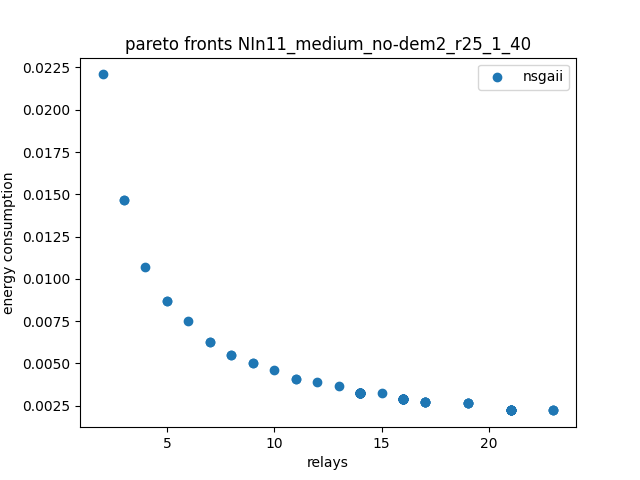 pareto fronts NIn11_medium_no-dem2_r25_1_40
nsgaii
energy consumption
0.0225
0.0200
0.0175
0.0150
0.0125
0.0100
0.0075
0.0050
0.0025
5 10 15 20
relays